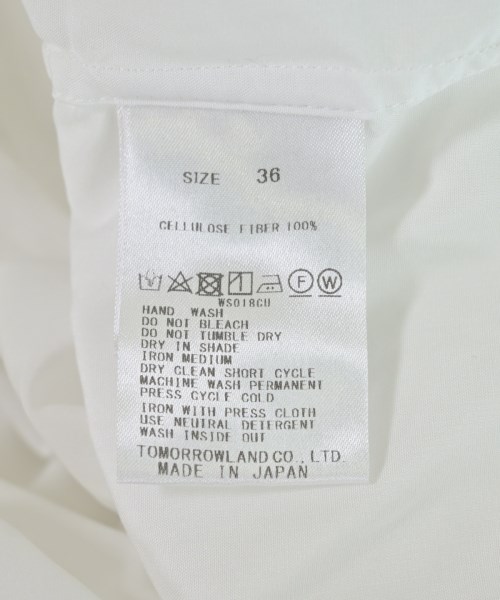 SIZE 36
CELLULOSE FIBER 100%
F W
WS018CU
HAND WASH
DO NOT BLEACH
DO NOT TUMBLE DRY
DRY IN SHADE
IRON MEDIUM
DRY CLEAN SHORT CYCLE
MACHINE WASH PERMANENT
PRESS CYCLE COLD
IRON WITH PRESS CLOTH
USE NEUTRAL DETERGENT
WASH INSIDE OUT
TOMORROWLAND CO., LTD.
MADE IN JAPAN